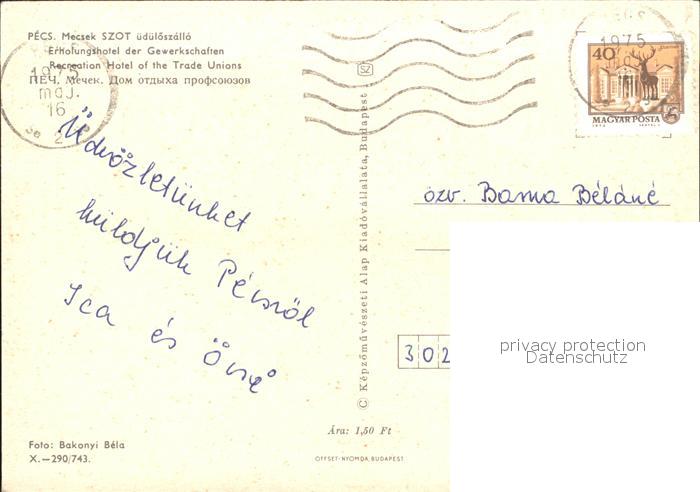 PÉCS. Mecsek SZOT üdülőszálló
Erholungshotel der Gewerkschaften
Recreation Hotel of the Trade Unions
ПЕЧ. Мечек. Дом отдыха профсоюзов
1975
máj.
16
1975
40
MAGYAR POSTA
Üdvözletünket
küldjük Pécsről
Ica és
özv. Barna Béláné
302
SZ
© Képzőművészeti Alap Kiadóvállalata, Budapest
privacy protection
Datenschutz
Ára: 1,50 Ft
Foto: Bakonyi Béla
X.—290/743.
OFFSET-NYOMDA, BUDAPEST